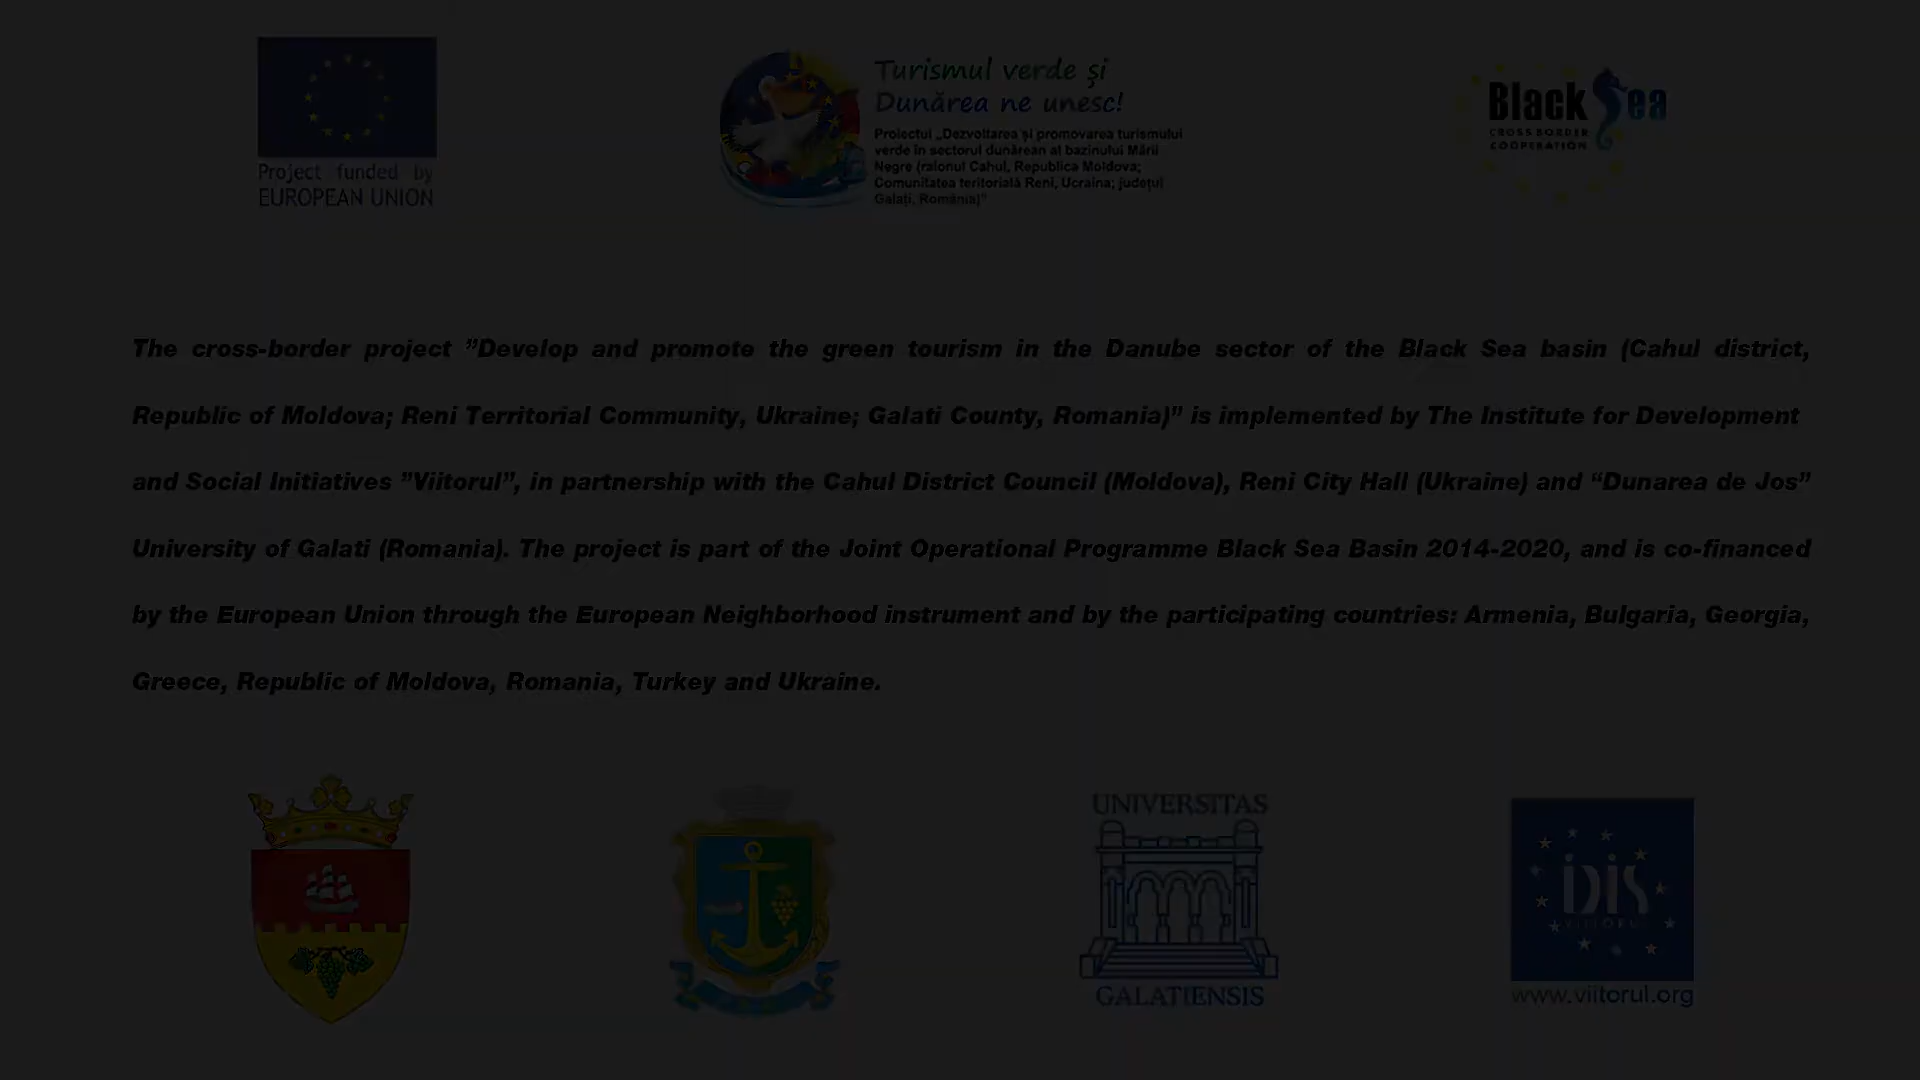 Project funded by
EUROPEAN UNION
Turismul verde și
Dunărea ne unesc!
Proiectul „Dezvoltarea și promovarea turismului
verde în sectorul dunărean al bazinului Mării
Negre (raionul Cahul, Republica Moldova;
Comunitatea teritorială Reni, Ucraina; județul
Galați, România)”
Black Sea
CROSS BORDER
COOPERATION
The cross-border project ”Develop and promote the green tourism in the Danube sector of the Black Sea basin (Cahul district,
Republic of Moldova; Reni Territorial Community, Ukraine; Galati County, Romania)” is implemented by The Institute for Development
and Social Initiatives ”Viitorul”, in partnership with the Cahul District Council (Moldova), Reni City Hall (Ukraine) and “Dunarea de Jos”
University of Galati (Romania). The project is part of the Joint Operational Programme Black Sea Basin 2014-2020, and is co-financed
by the European Union through the European Neighborhood instrument and by the participating countries: Armenia, Bulgaria, Georgia,
Greece, Republic of Moldova, Romania, Turkey and Ukraine.
UNIVERSITAS
GALATIENSIS
IDIS
VIITORUL
www.viitorul.org